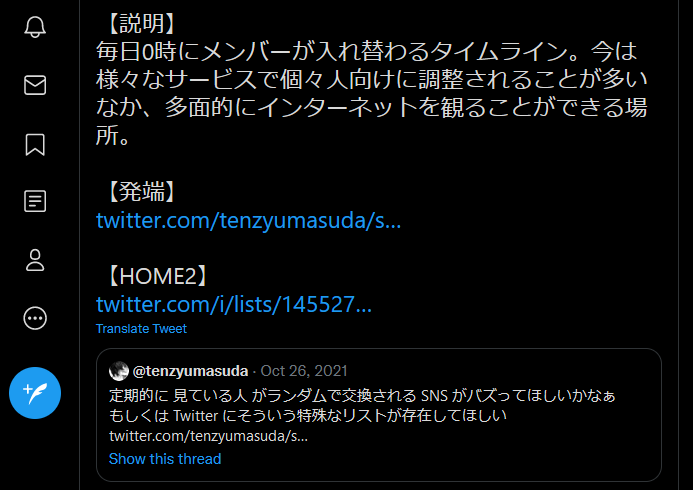 【説明】
毎日0時にメンバーが入れ替わるタイムライン。今は
様々なサービスで個々人向けに調整されることが多い
なか、多面的にインターネットを観ることができる場
所。
【発端】
twitter.com/tenzyumasuda/s...
【HOME2】
twitter.com/i/lists/145527...
Translate Tweet
@tenzyumasuda · Oct 26, 2021
定期的に 見ている人 がランダムで交換される SNS がバズってほしいかなぁ
もしくは Twitter にそういう特殊なリストが存在してほしい
twitter.com/tenzyumasuda/s...
Show this thread